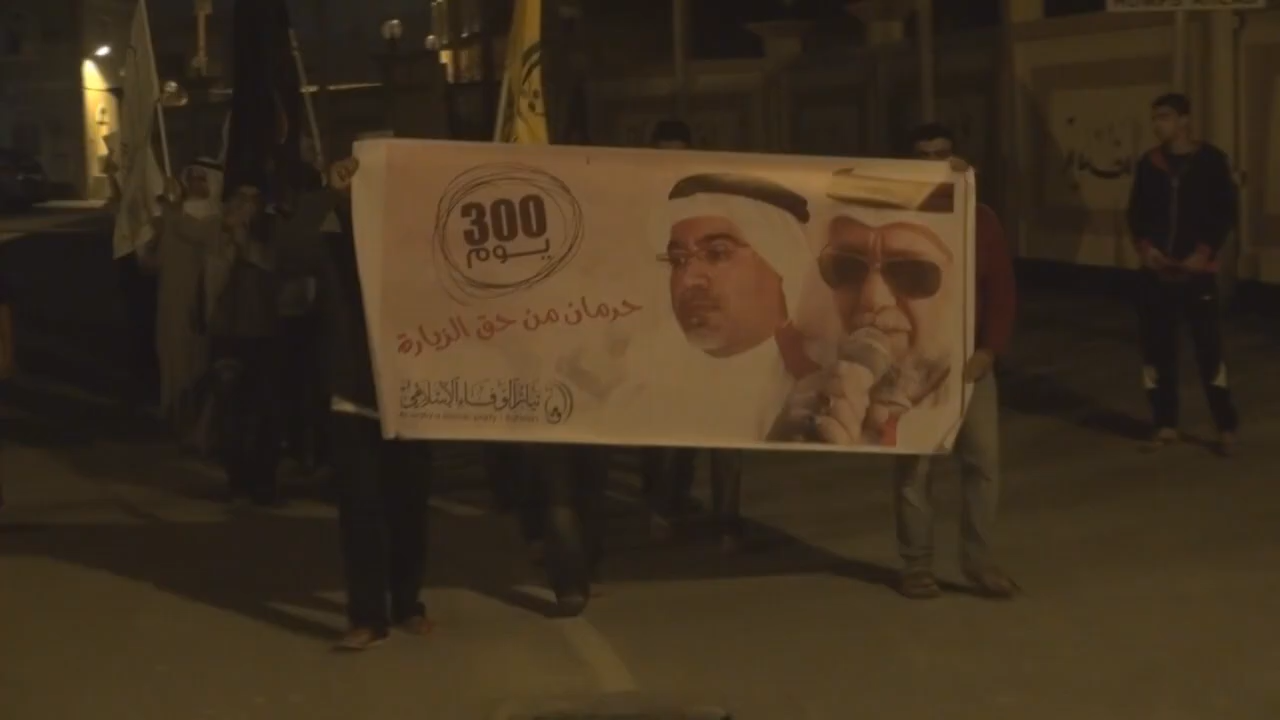 300
يوم
حرمان من حق الزيارة
تيار الوفاء الإسلامي